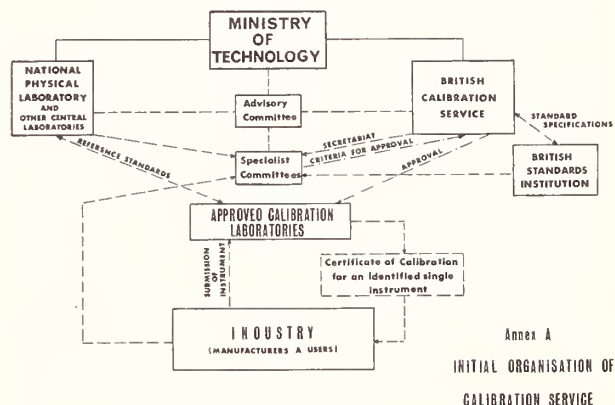 MINISTRY
OF
TECHNOLOGY
NATIONAL
PHYSICAL
LABORATORY
AND
OTHER CENTRAL
LABORATORIES
Advisory
Committee
BRITISH
CALIBRATION
SERVICE
STANDARD
SPECIFICATIONS
BRITISH
STANDARDS
INSTITUTION
SECRETARIAT
CRITERIA FOR APPROVAL
APPROVAL
REFERENCE STANDARDS
Specialist
Committees
APPROVED CALIBRATION
LABORATORIES
SUBMISSION
OF
INSTRUMENT
Certificate of Calibration
for an Identified single
Instrument
INDUSTRY
(MANUFACTURERS A USERS)
Annex A
INITIAL ORGANISATION OF
CALIBRATION SERVICE